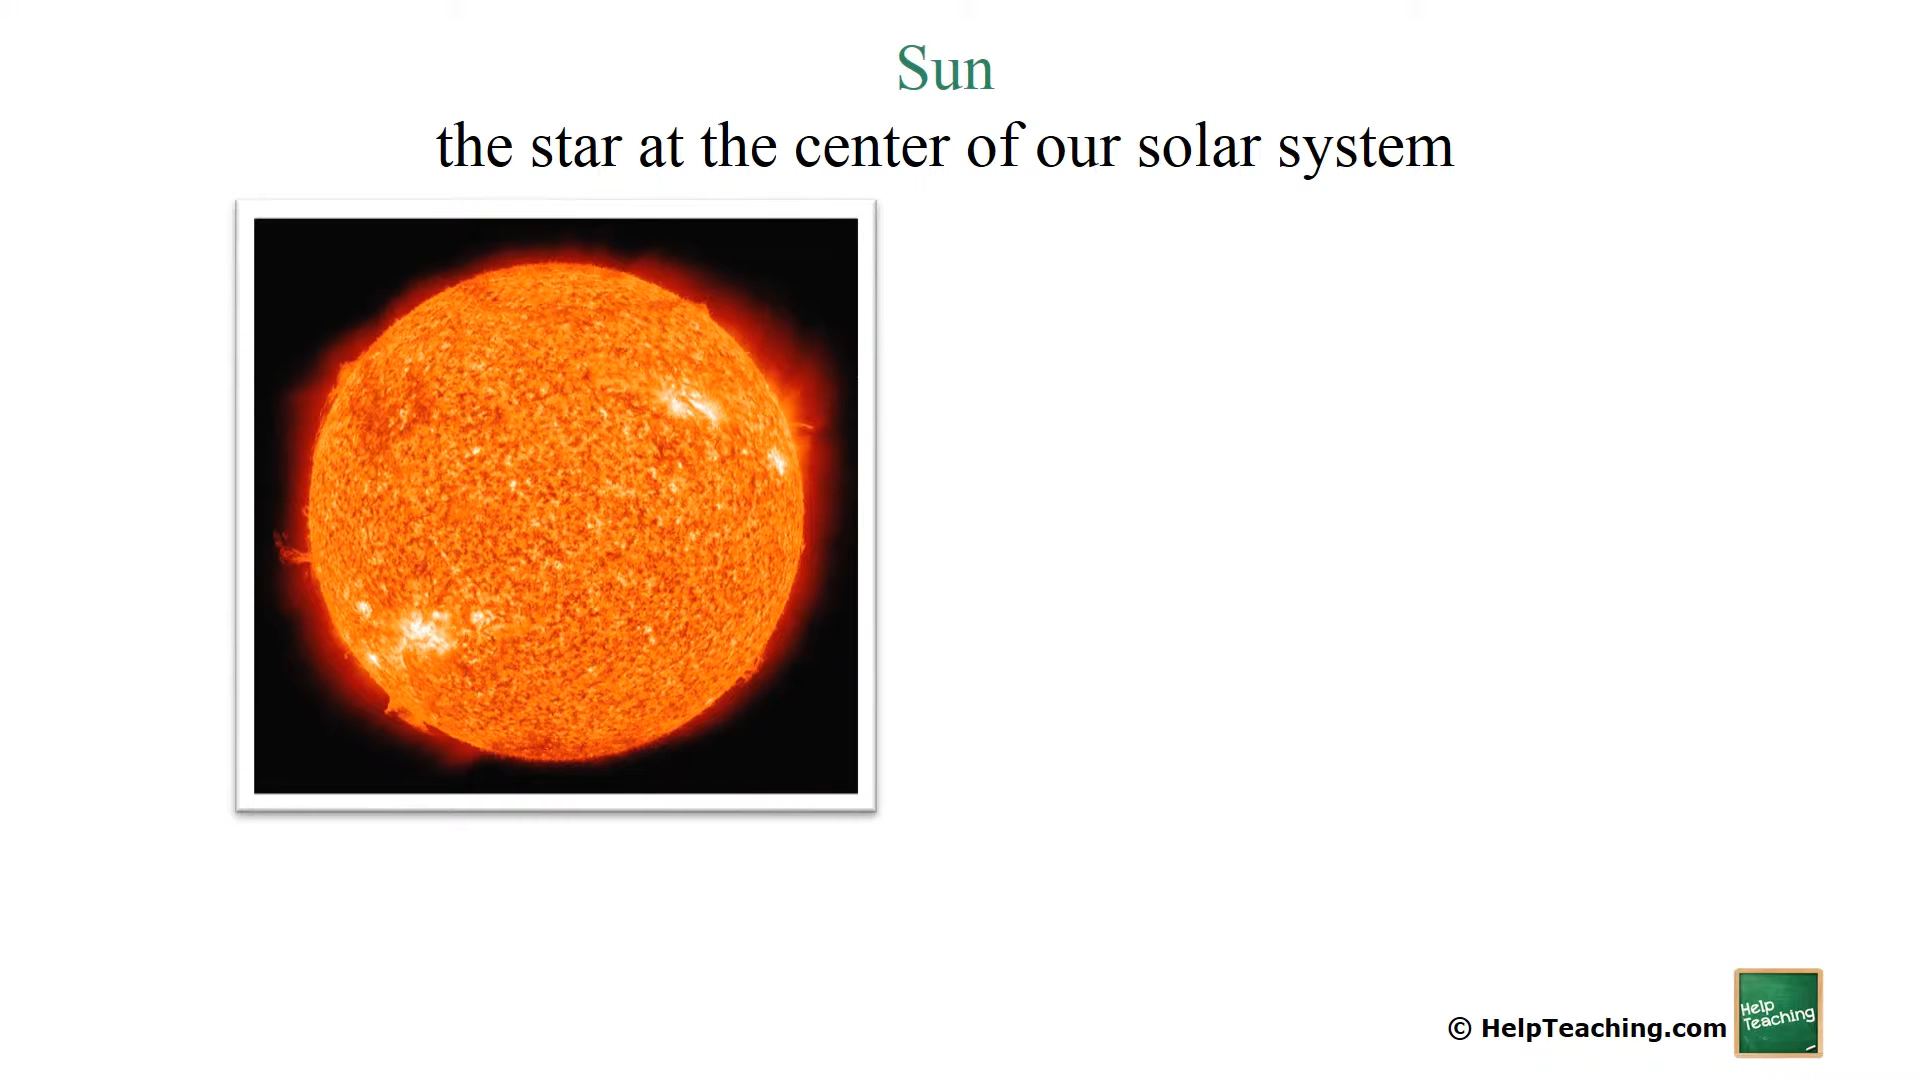 Sun
the star at the center of our solar system
© HelpTeaching.com
Help
Teaching